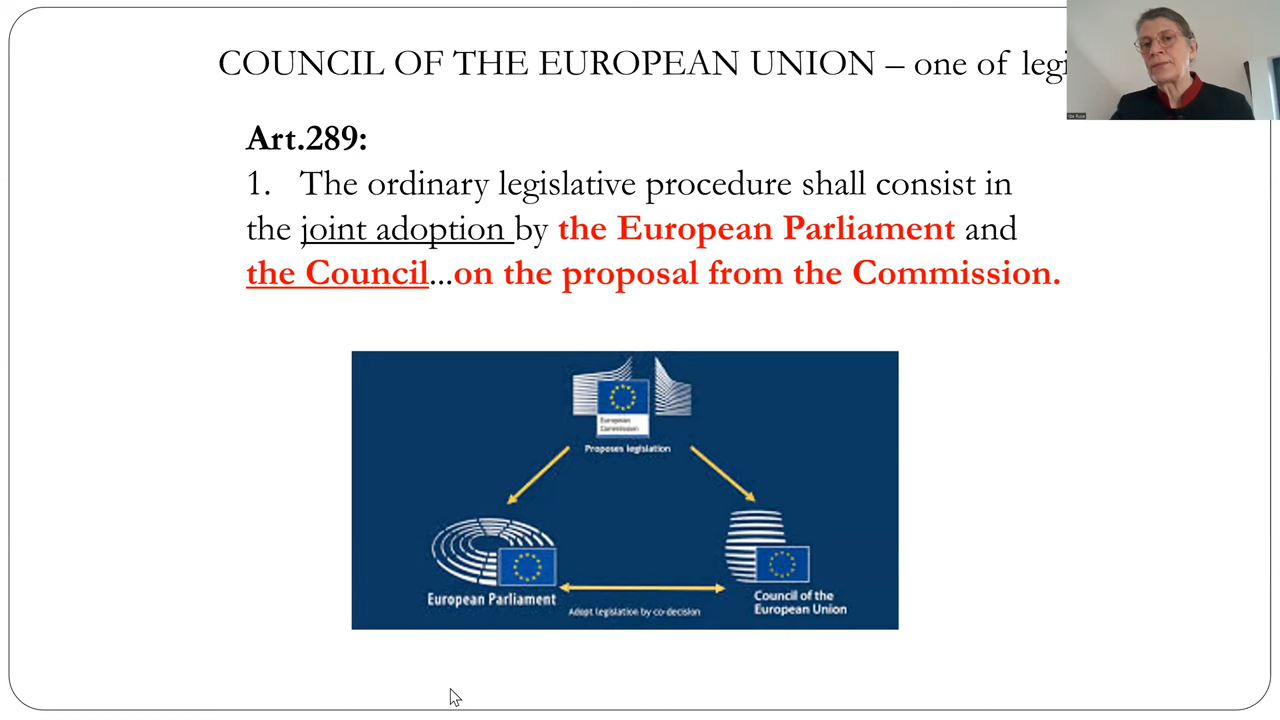 COUNCIL OF THE EUROPEAN UNION – one of legi
Art.289:
1. The ordinary legislative procedure shall consist in
the joint adoption by the European Parliament and
the Council...on the proposal from the Commission.
European
Commission
Proposes legislation
European Parliament
Adopt legislation by co-decision
Council of the
European Union